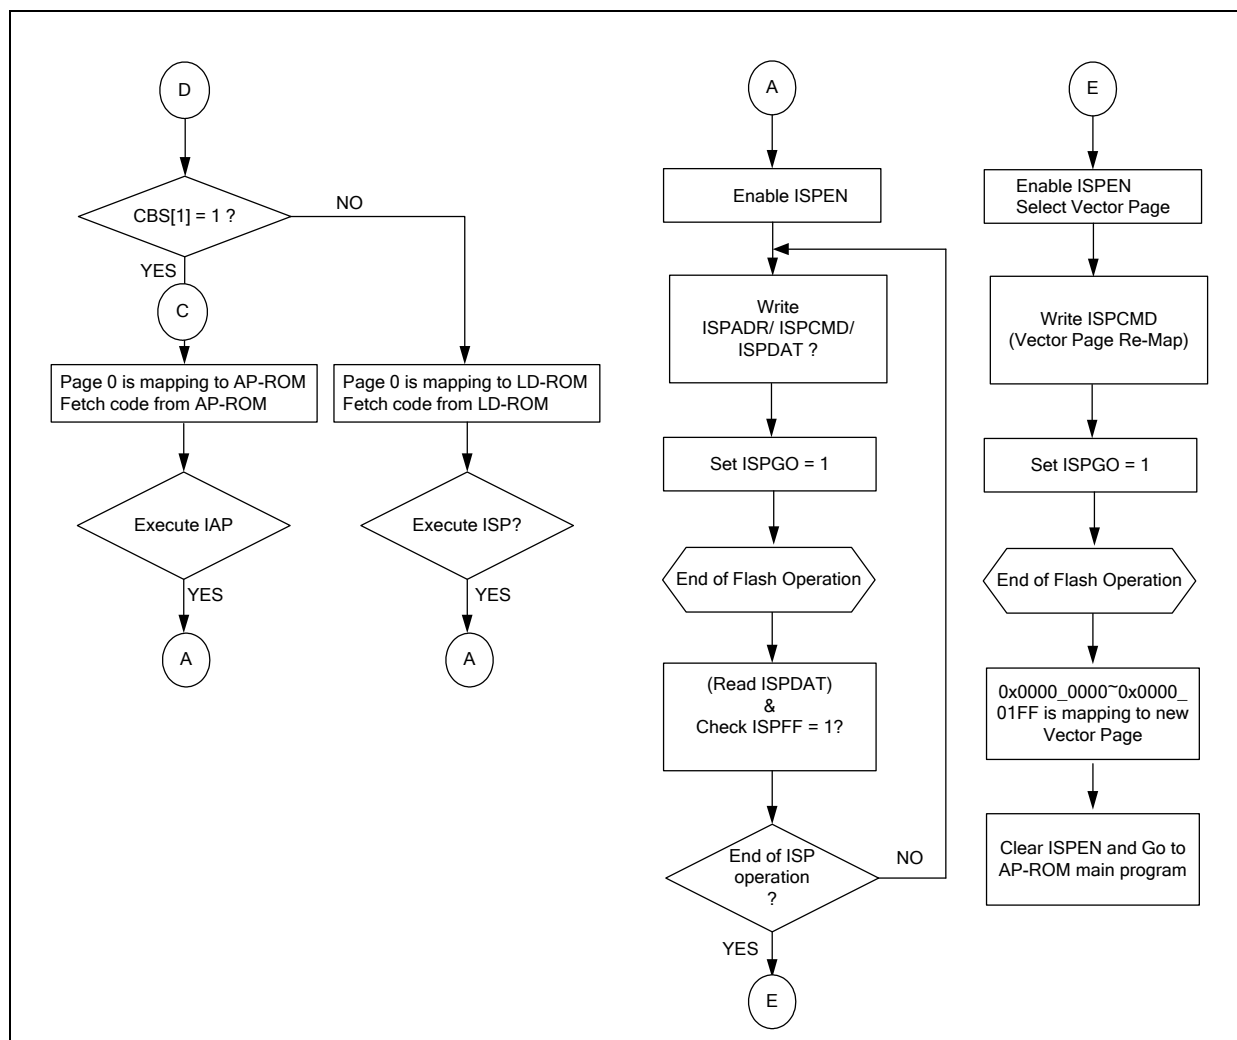 D
CBS[1] = 1 ?
NO
YES
C
Page 0 is mapping to AP-ROM
Fetch code from AP-ROM
Page 0 is mapping to LD-ROM
Fetch code from LD-ROM
Execute IAP
Execute ISP?
YES
YES
A
A
A
Enable ISPEN
Write
ISPADR/ ISPCMD/
ISPDAT ?
Set ISPGO = 1
End of Flash Operation
(Read ISPDAT)
&
Check ISPFF = 1?
End of ISP
operation
?
NO
YES
E
E
Enable ISPEN
Select Vector Page
Write ISPCMD
(Vector Page Re-Map)
Set ISPGO = 1
End of Flash Operation
0x0000_0000~0x0000_
01FF is mapping to new
Vector Page
Clear ISPEN and Go to
AP-ROM main program